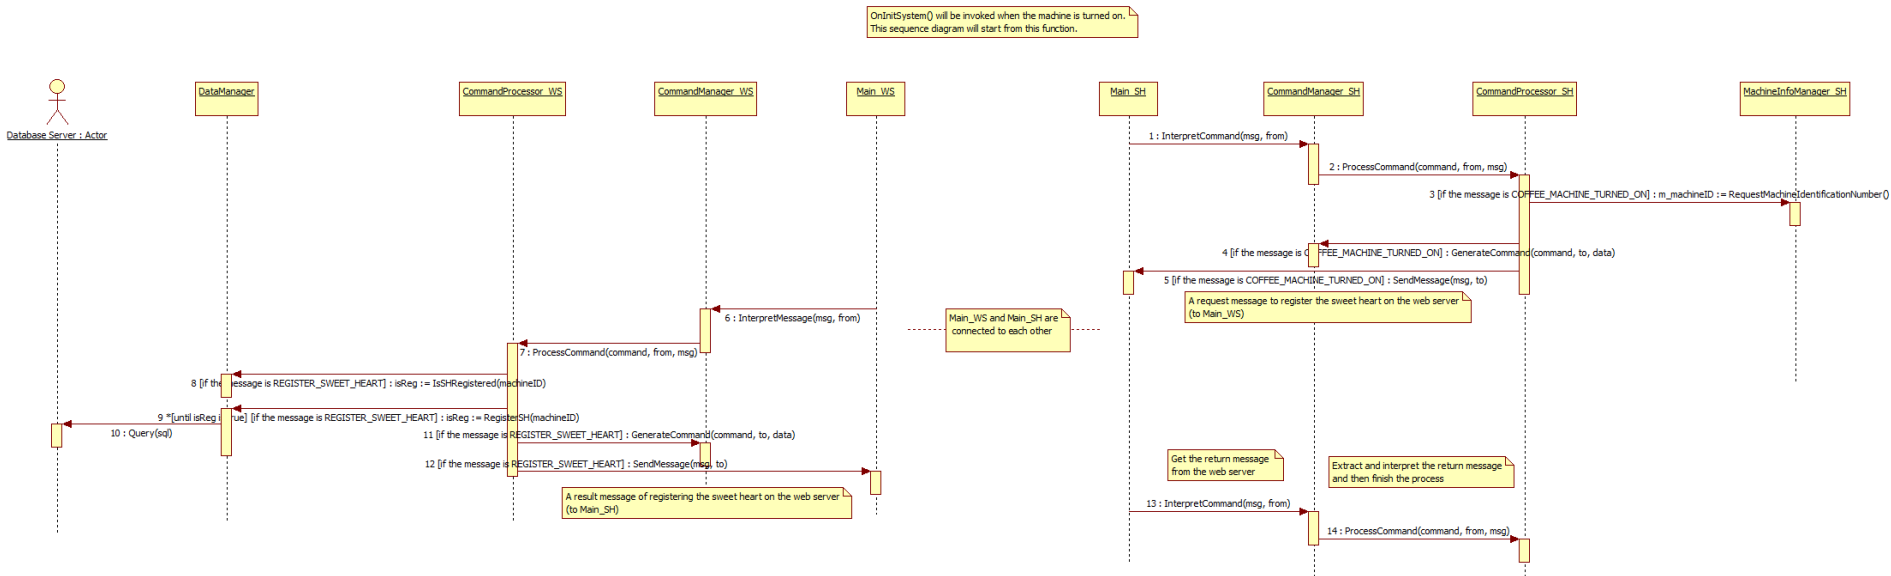 OnInitSystem() will be invoked when the machine is turned on.
This sequence diagram will start from this function.
Database Server : Actor
DataManager
CommandProcessor_WS
CommandManager_WS
Main_WS
Main_SH
CommandManager_SH
CommandProcessor_SH
MachineInfoManager_SH
1 : InterpretCommand(msg, from)
2 : ProcessCommand(command, from, msg)
3 [if the message is COFFEE_MACHINE_TURNED_ON] : m_machineID := RequestMachineIdentificationNumber()
4 [if the message is COFFEE_MACHINE_TURNED_ON] : GenerateCommand(command, to, data)
5 [if the message is COFFEE_MACHINE_TURNED_ON] : SendMessage(msg, to)
A request message to register the sweet heart on the web server
(to Main_WS)
6 : InterpretMessage(msg, from)
Main_WS and Main_SH are
connected to each other
7 : ProcessCommand(command, from, msg)
8 [if the message is REGISTER_SWEET_HEART] : isReg := IsSHRegistered(machineID)
9 *[until isReg is true] [if the message is REGISTER_SWEET_HEART] : isReg := RegisterSH(machineID)
10 : Query(sql)
11 [if the message is REGISTER_SWEET_HEART] : GenerateCommand(command, to, data)
12 [if the message is REGISTER_SWEET_HEART] : SendMessage(msg, to)
A result message of registering the sweet heart on the web server
(to Main_SH)
Get the return message
from the web server
Extract and interpret the return message
and then finish the process
13 : InterpretCommand(msg, from)
14 : ProcessCommand(command, from, msg)